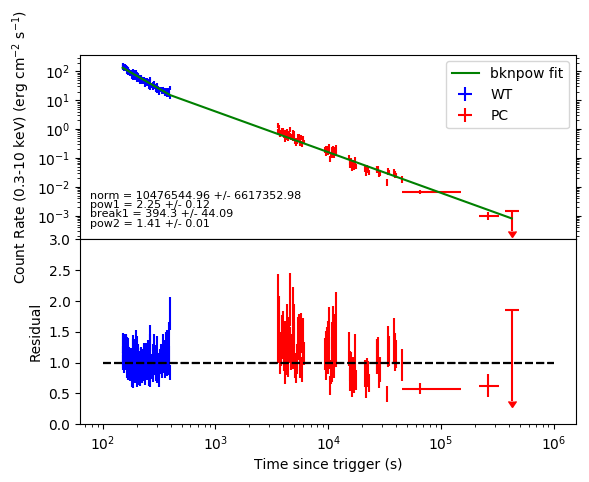 Count Rate (0.3-10 keV) (erg cm⁻² s⁻¹)
10²
10¹
10⁰
10⁻¹
10⁻²
10⁻³
bknpow fit
WT
PC
norm = 10476544.96 +/- 6617352.98
pow1 = 2.25 +/- 0.12
break1 = 394.3 +/- 44.09
pow2 = 1.41 +/- 0.01
Residual
3.0
2.5
2.0
1.5
1.0
0.5
0.0
10² 10³ 10⁴ 10⁵ 10⁶
Time since trigger (s)